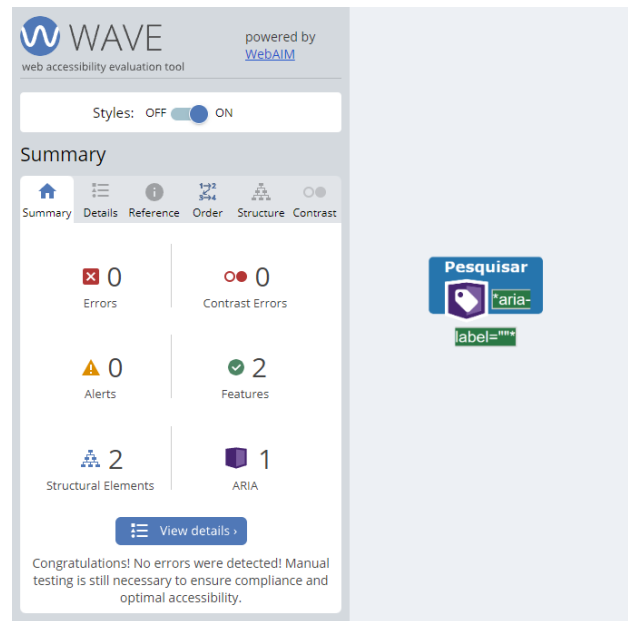 WAVE
web accessibility evaluation tool
powered by
WebAIM
Styles: OFF ON
Summary
Summary Details Reference Order Structure Contrast
0
Errors
0
Contrast Errors
0
Alerts
2
Features
2
Structural Elements
1
ARIA
View details ›
Congratulations! No errors were detected! Manual
testing is still necessary to ensure compliance and
optimal accessibility.
Pesquisar
*aria-
label=""*